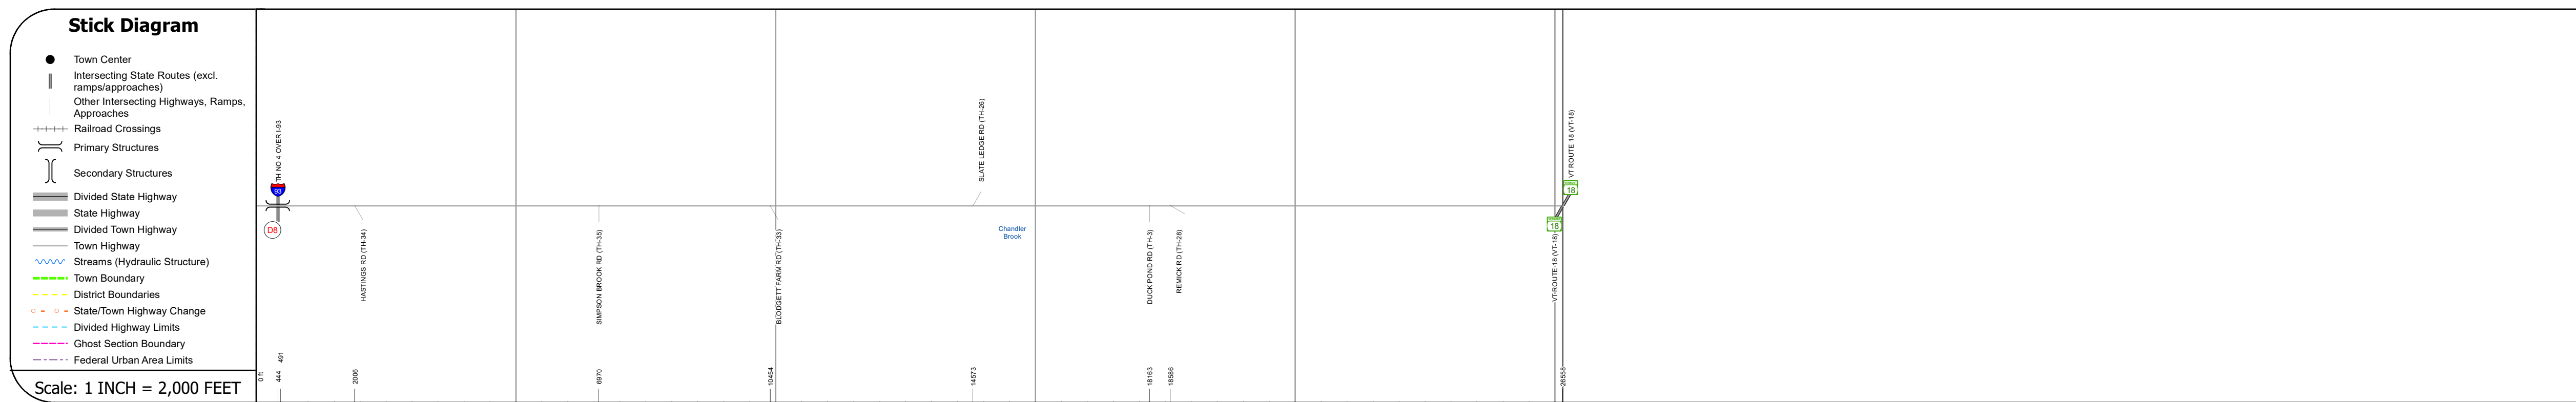 Stick Diagram
Town Center
Intersecting State Routes (excl.
ramps/approaches)
Other Intersecting Highways, Ramps,
Approaches
Railroad Crossings
Primary Structures
Secondary Structures
Divided State Highway
State Highway
Divided Town Highway
Town Highway
Streams (Hydraulic Structure)
Town Boundary
District Boundaries
State/Town Highway Change
Divided Highway Limits
Ghost Section Boundary
Federal Urban Area Limits
Scale: 1 INCH = 2,000 FEET
TH NO 4 OVER I-93
93
D8
HASTINGS RD (TH-34)
SIMPSON BROOK RD (TH-35)
BLODGETT FARM RD (TH-33)
SLATE LEDGE RD (TH-26)
Chandler
Brook
DUCK POND RD (TH-3)
REMICK RD (TH-28)
VT ROUTE 18 (VT-18)
18
18
VT ROUTE 18 (VT-18)
0 ft
444
491
2006
6970
10454
14573
18163
18586
26558